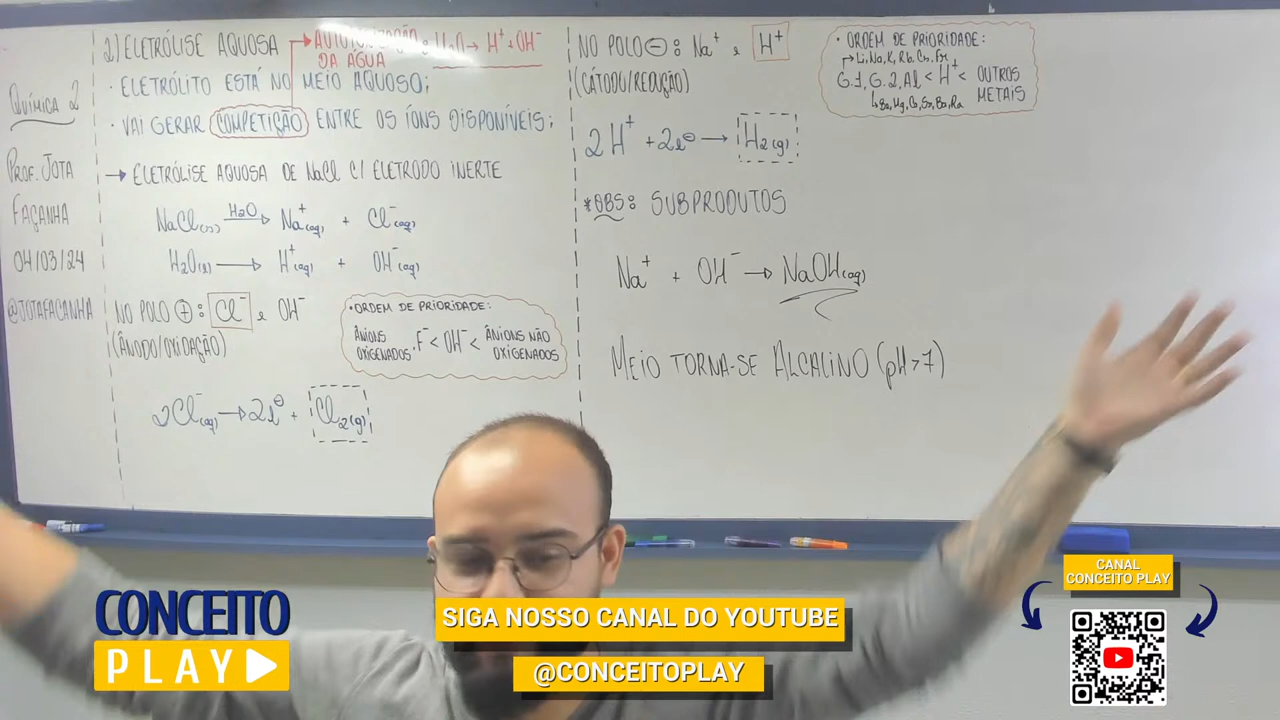 QUÍMICA 2
PROF. JOTA
FAÇANHA
04/03/24
@JOTAFAÇANHA
2) ELETRÓLISE AQUOSA
AUTOIONIZAÇÃO DA ÁGUA : H2O → H⁺ + OH⁻
· ELETRÓLITO ESTÁ NO MEIO AQUOSO;
· VAI GERAR COMPETIÇÃO ENTRE OS ÍONS DISPONÍVEIS;
→ ELETRÓLISE AQUOSA DE NaCl C/ ELETRODO INERTE
NaCl(s) H2O→ Na⁺(aq) + Cl⁻(aq)
H2O(l) → H⁺(aq) + OH⁻(aq)
NO POLO ⊕ : Cl⁻ e OH⁻
(ÂNODO/OXIDAÇÃO)
· ORDEM DE PRIORIDADE:
ÂNIONS OXIGENADOS, F⁻ < OH⁻ < ÂNIONS NÃO OXIGENADOS
2Cl⁻(aq) → 2e⊖ + Cl2(g)
NO POLO ⊖ : Na⁺ e H⁺
(CÁTODO/REDUÇÃO)
· ORDEM DE PRIORIDADE:
Li, Na, K, Rb, Cs, Fr
G.1, G.2, Al < H⁺ < OUTROS METAIS
Be, Mg, Ca, Sr, Ba, Ra
2H⁺ + 2e⊖ → H2(g)
*OBS: SUBPRODUTOS
Na⁺ + OH⁻ → NaOH(aq)
MEIO TORNA-SE ALCALINO (pH > 7)
CONCEITO
PLAY
SIGA NOSSO CANAL DO YOUTUBE
@CONCEITOPLAY
CANAL
CONCEITO PLAY